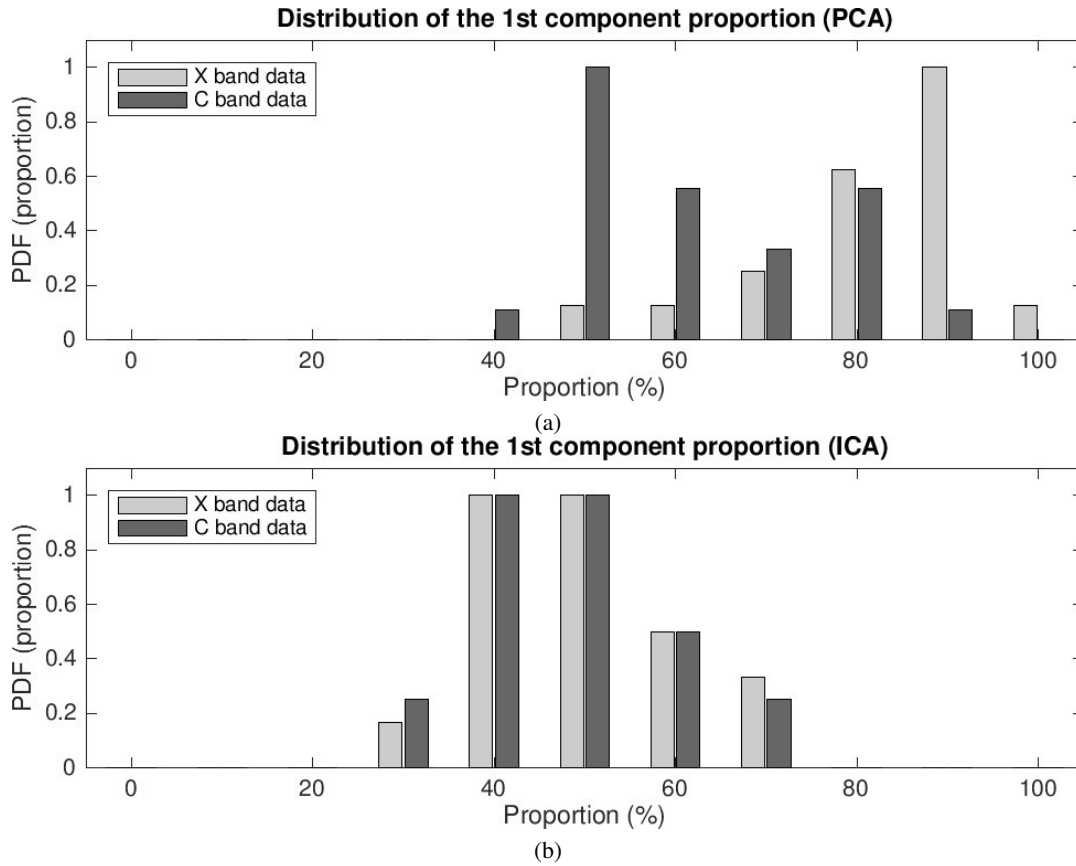 Distribution of the 1st component proportion (PCA)
PDF (proportion)
1
0.8
0.6
0.4
0.2
0
X band data
C band data
0 20 40 60 80 100
Proportion (%)
(a)
Distribution of the 1st component proportion (ICA)
PDF (proportion)
1
0.8
0.6
0.4
0.2
0
X band data
C band data
0 20 40 60 80 100
Proportion (%)
(b)